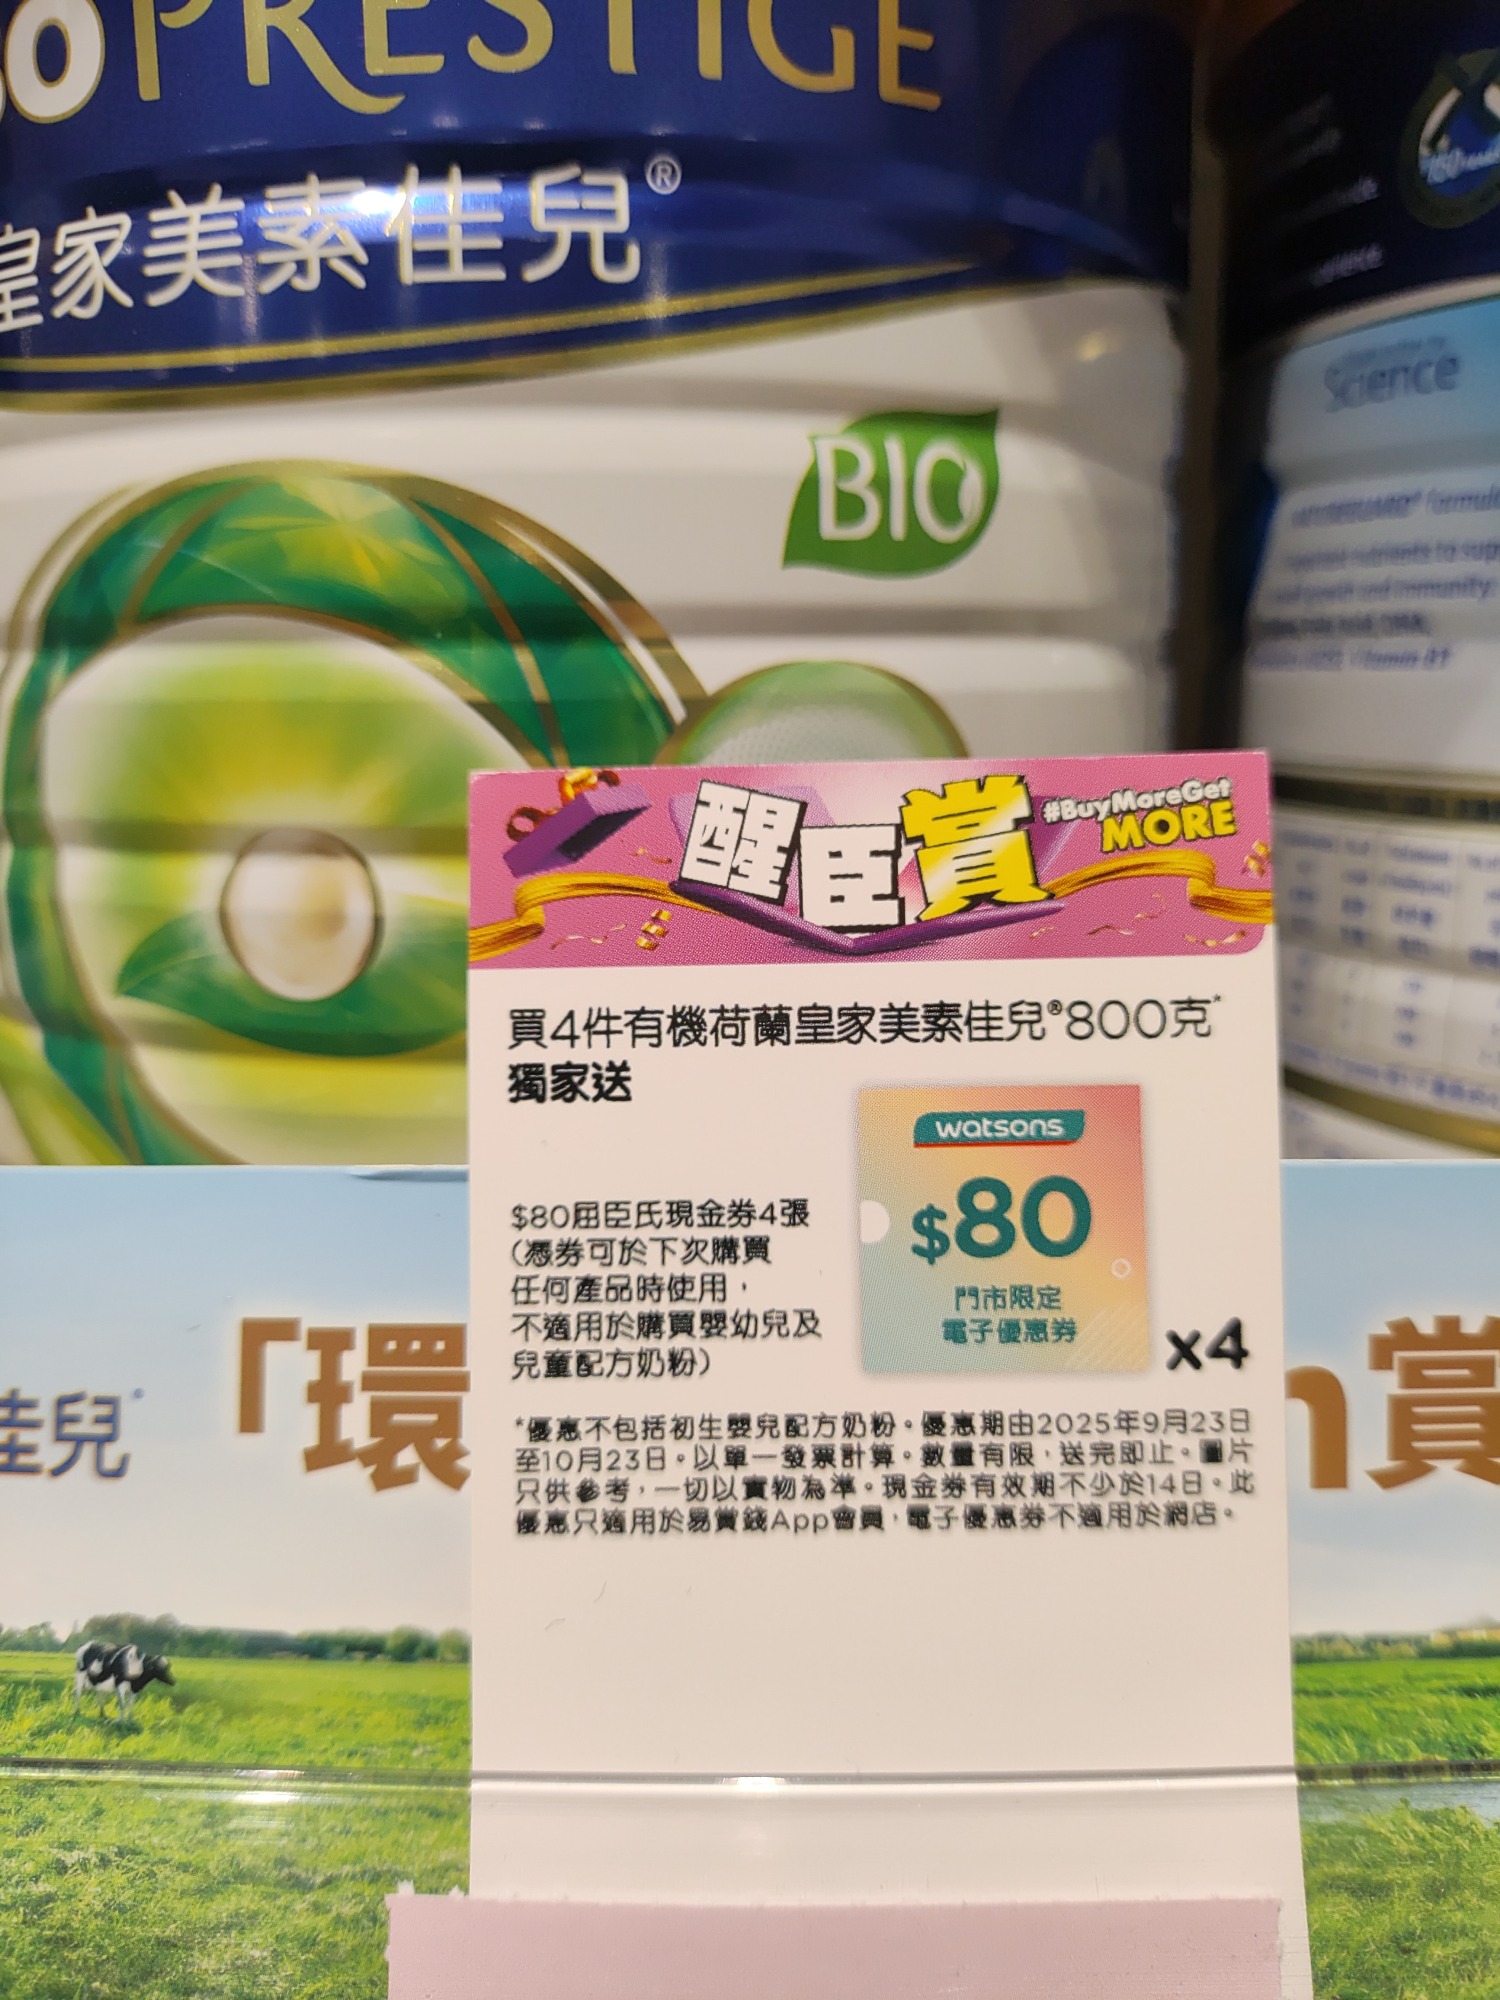 PRESTIGE
皇家美素佳兒®
BIO
Science
醒臣賞
#BuyMoreGet
MORE
買4件有機荷蘭皇家美素佳兒®800克*
獨家送
watsons
$80
門市限定
電子優惠券
x4
$80屈臣氏現金券4張
(憑券可於下次購買
任何產品時使用，
不適用於購買嬰幼兒及
兒童配方奶粉)
*優惠不包括初生嬰兒配方奶粉。優惠期由2025年9月23日
至10月23日。以單一發票計算。數量有限，送完即止。圖片
只供參考，一切以實物為準。現金券有效期不少於14日。此
優惠只適用於易賞錢App會員，電子優惠券不適用於網店。
佳兒
「環
賞